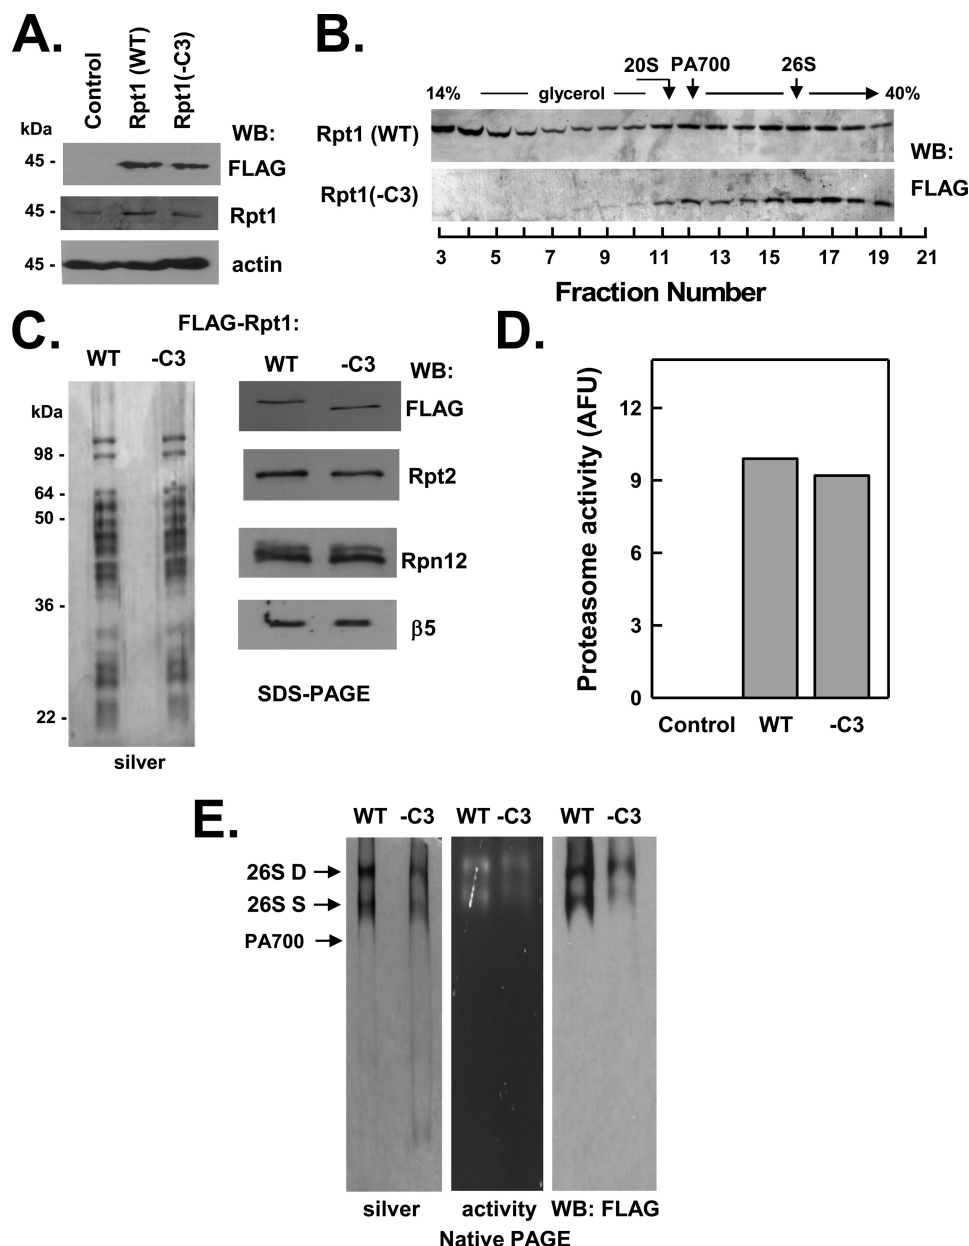 A.
Control
Rpt1 (WT)
Rpt1(-C3)
kDa
WB:
45 -
FLAG
45 -
Rpt1
45 -
actin
B.
20S
PA700
26S
14%
glycerol
40%
Rpt1 (WT)
Rpt1(-C3)
WB:
FLAG
3 5 7 9 11 13 15 17 19 21
Fraction Number
C.
FLAG-Rpt1:
WT -C3
kDa
98 -
64 -
50 -
36 -
22 -
silver
WT -C3
WB:
FLAG
Rpt2
Rpn12
β5
SDS-PAGE
D.
Proteasome activity (AFU)
12
9
6
3
0
Control WT -C3
E.
WT -C3
WT -C3
WT -C3
26S D
26S S
PA700
silver
activity
WB: FLAG
Native PAGE